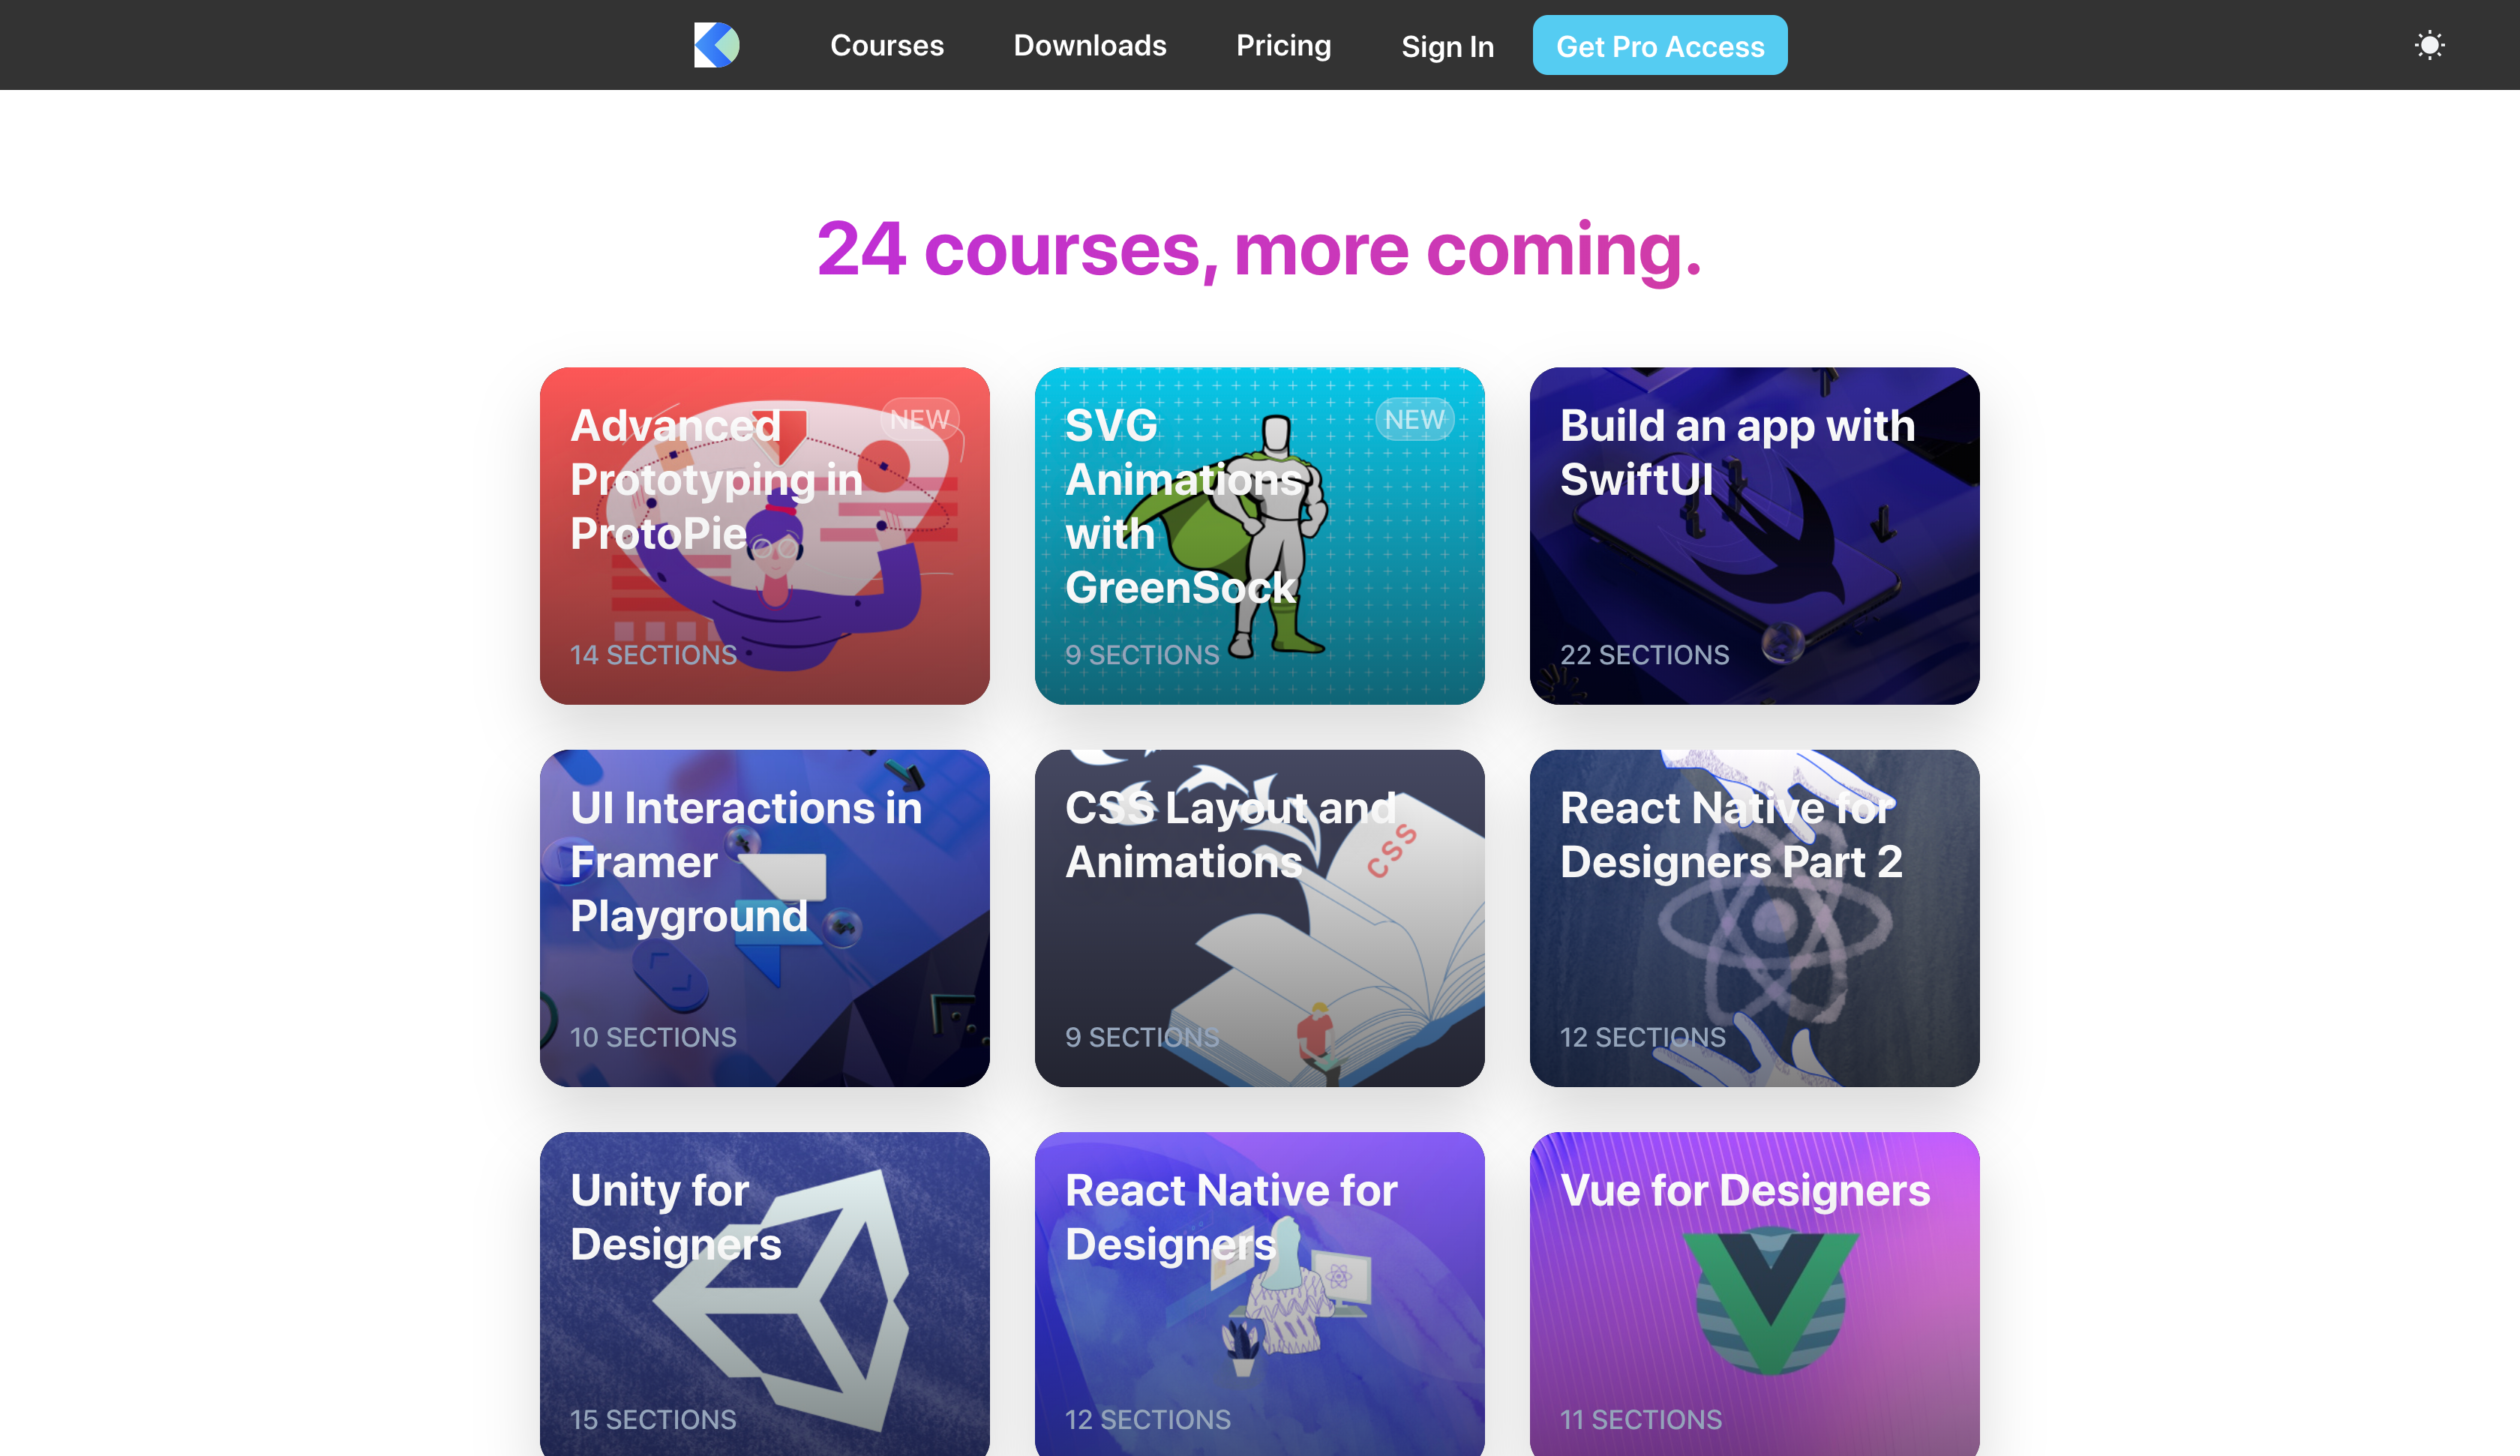 Courses
Downloads
Pricing
Sign In
Get Pro Access
24 courses, more coming.
Advanced
Prototyping in
ProtoPie
NEW
14 SECTIONS
SVG
Animations
with
GreenSock
NEW
9 SECTIONS
Build an app with
SwiftUI
22 SECTIONS
UI Interactions in
Framer
Playground
10 SECTIONS
CSS Layout and
Animations
CSS
9 SECTIONS
React Native for
Designers Part 2
12 SECTIONS
Unity for
Designers
15 SECTIONS
React Native for
Designers
12 SECTIONS
Vue for Designers
11 SECTIONS